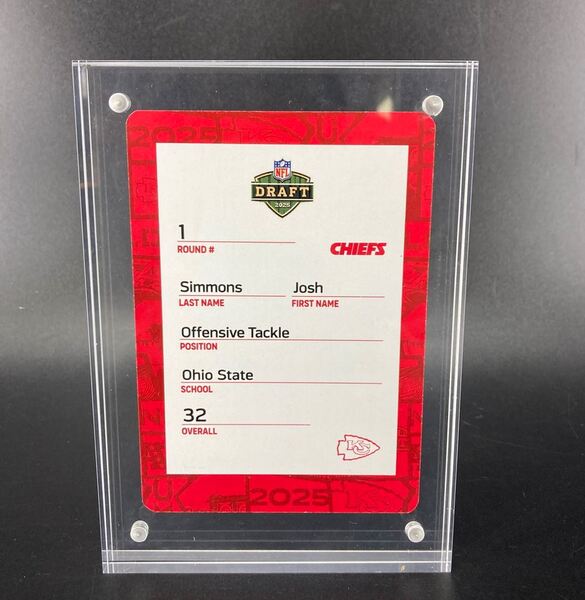 2025
NFL
DRAFT
2025
1
ROUND #
CHIEFS
Simmons Josh
LAST NAME FIRST NAME
Offensive Tackle
POSITION
Ohio State
SCHOOL
32
OVERALL
KC
2025